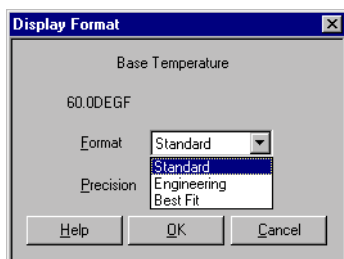 Display Format
Base Temperature
60.0DEGF
Format Standard
Standard
Precision Engineering
Best Fit
Help OK Cancel